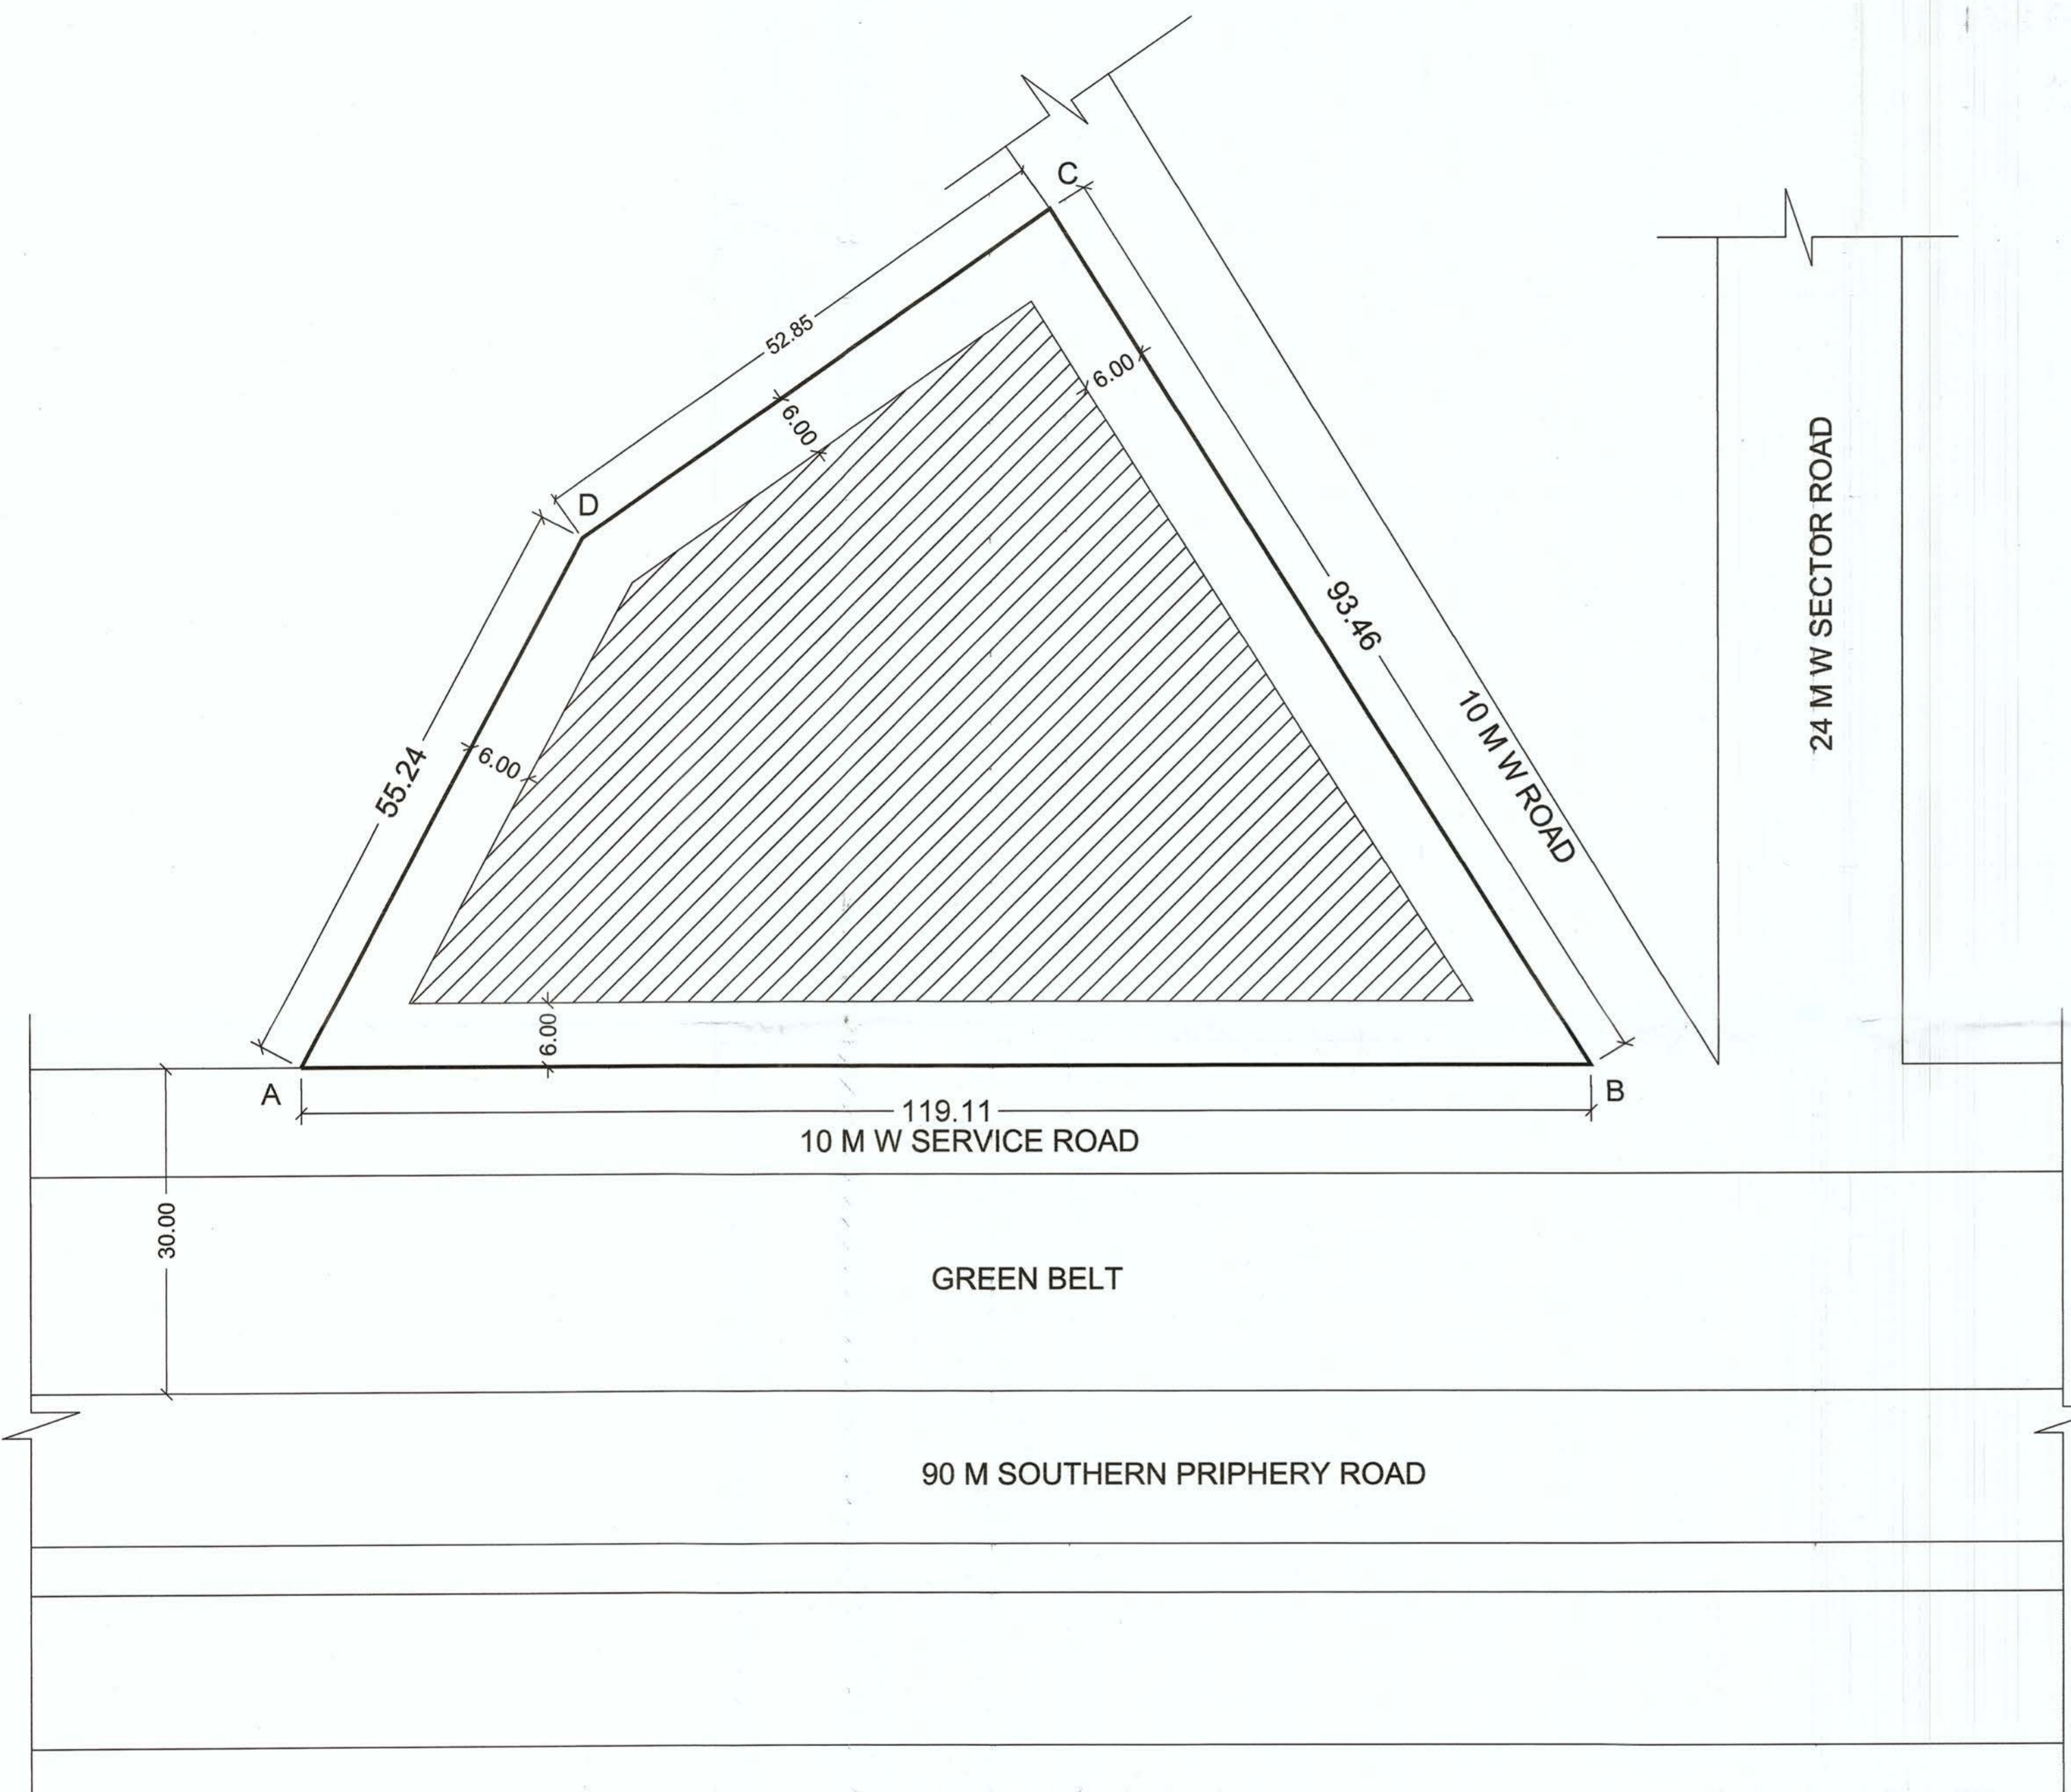 C
52.85
6.00
6.00
D
24 M W SECTOR ROAD
93.46
6.00
55.24
10 M W ROAD
6.00
A
B
119.11
10 M W SERVICE ROAD
30.00
GREEN BELT
90 M SOUTHERN PRIPHERY ROAD